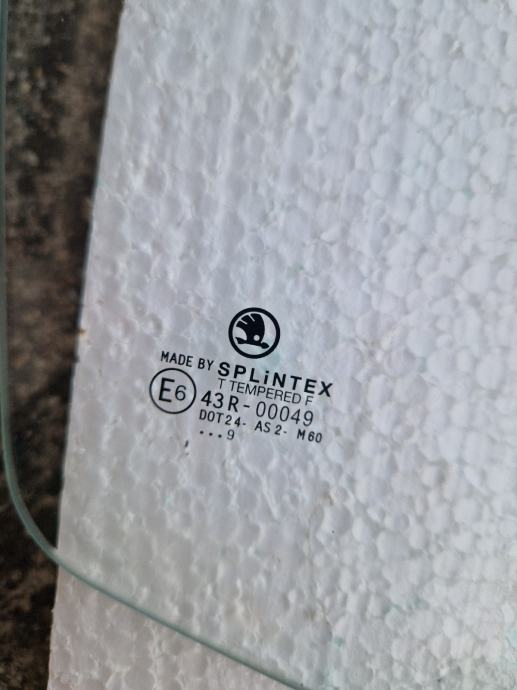 MADE BY SPLiNTEX
T TEMPERED F
E6 43R-00049
DOT24- AS2- M60
...9